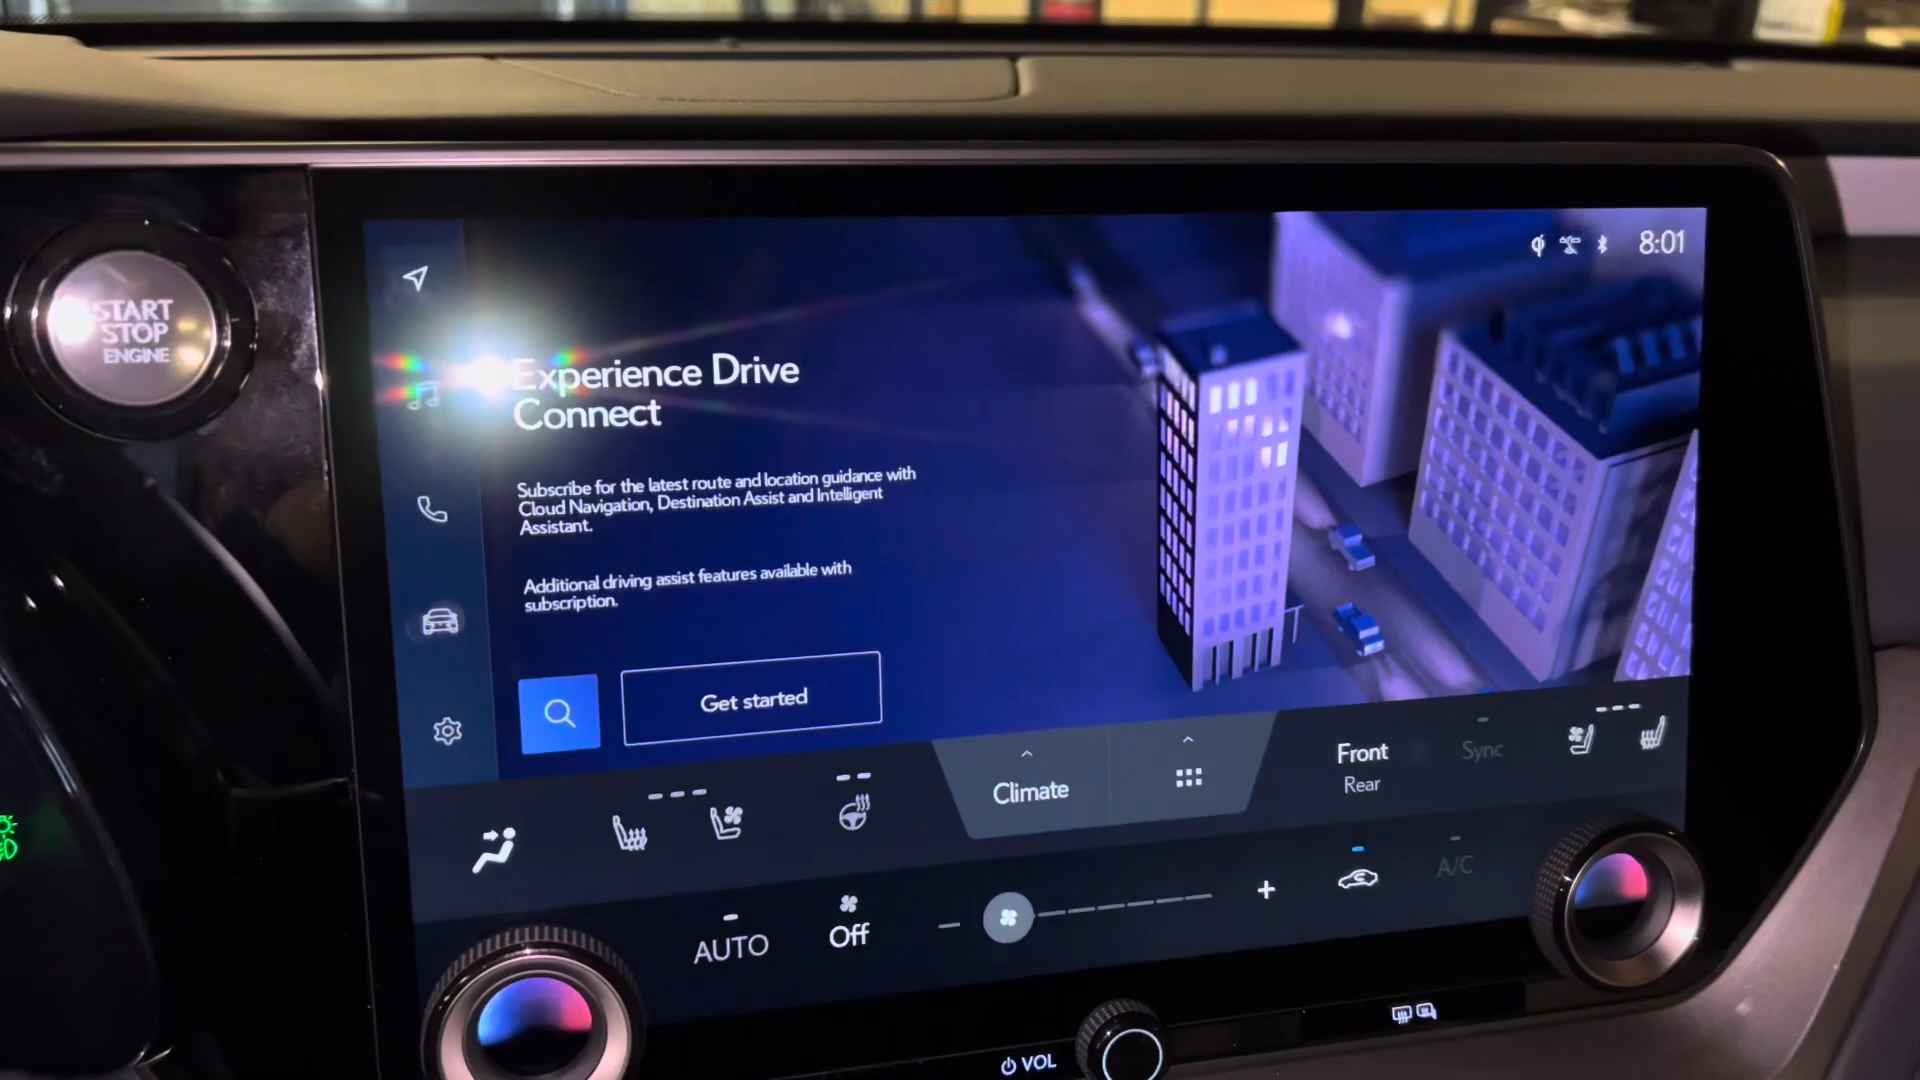 START
STOP
ENGINE
8:01
Experience Drive
Connect
Subscribe for the latest route and location guidance with
Cloud Navigation, Destination Assist and Intelligent
Assistant.
Additional driving assist features available with
subscription.
Get started
Climate
Front
Rear
Sync
AUTO
Off
A/C
VOL